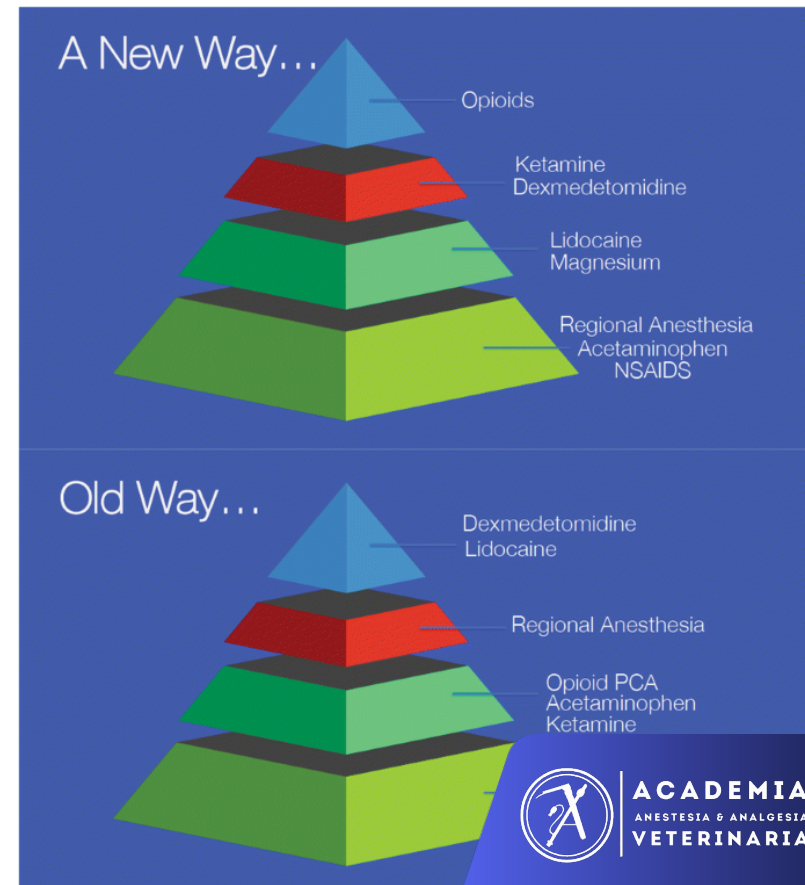 A New Way...
Opioids
Ketamine
Dexmedetomidine
Lidocaine
Magnesium
Regional Anesthesia
Acetaminophen
NSAIDS
Old Way...
Dexmedetomidine
Lidocaine
Regional Anesthesia
Opioid PCA
Acetaminophen
Ketamine
ACADEMIA
ANESTESIA & ANALGESIA
VETERINARIA